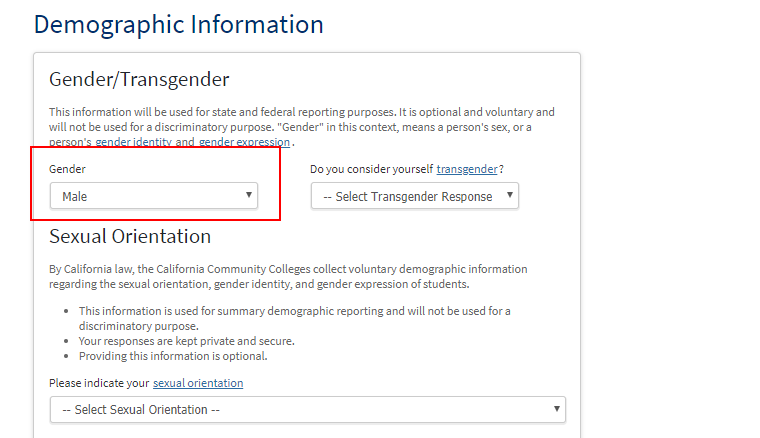 Demographic Information
Gender/Transgender
This information will be used for state and federal reporting purposes. It is optional and voluntary and
will not be used for a discriminatory purpose. "Gender" in this context, means a person's sex, or a
person's gender identity and gender expression.
Gender
Do you consider yourself transgender?
Male
-- Select Transgender Response
Sexual Orientation
By California law, the California Community Colleges collect voluntary demographic information
regarding the sexual orientation, gender identity, and gender expression of students.
• This information is used for summary demographic reporting and will not be used for a
discriminatory purpose.
• Your responses are kept private and secure.
• Providing this information is optional.
Please indicate your sexual orientation
-- Select Sexual Orientation --